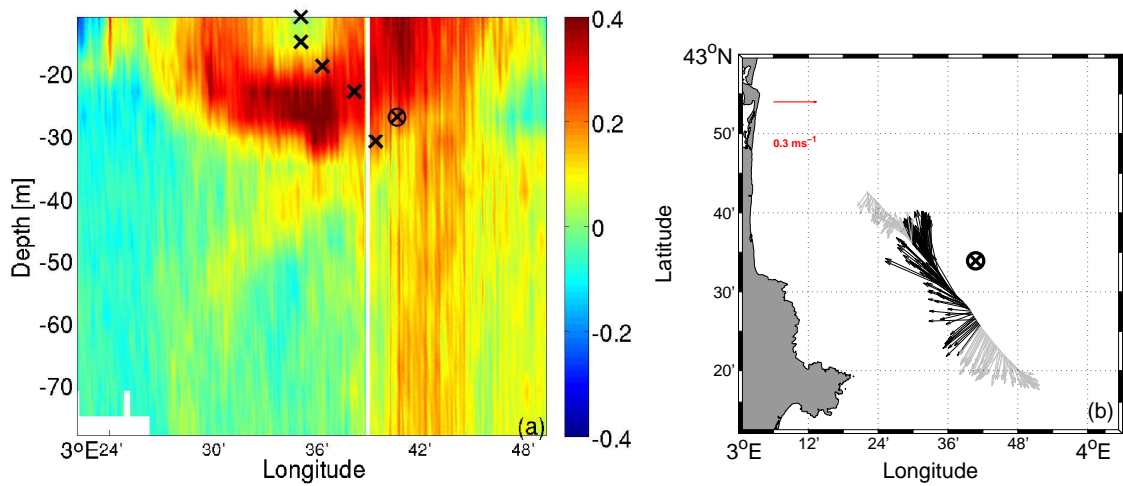 -20
-30
-40
-50
-60
-70
Depth [m]
3°E24'
30'
36'
42'
48'
Longitude
(a)
0.4
0.2
0
-0.2
-0.4
43°N
50'
40'
30'
20'
Latitude
0.3 ms⁻¹
3°E
12'
24'
36'
48'
4°E
Longitude
(b)